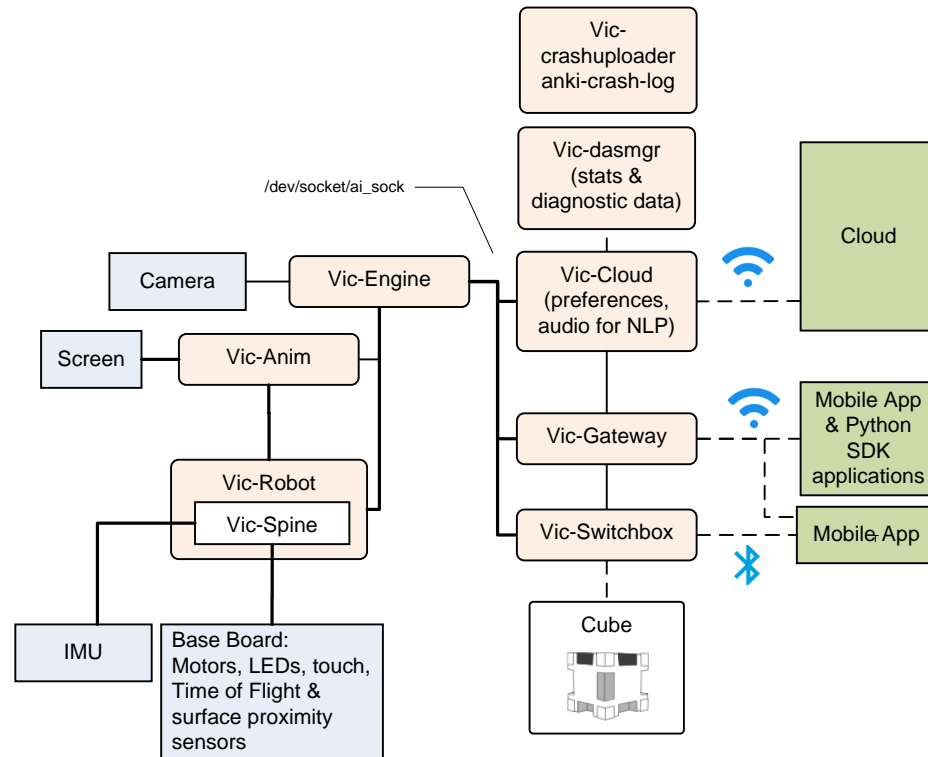 Vic-
crashuploader
anki-crash-log
Vic-dasmgr
(stats &
diagnostic data)
/dev/socket/ai_sock
Cloud
Camera
Vic-Engine
Vic-Cloud
(preferences,
audio for NLP)
Screen
Vic-Anim
Mobile App
& Python
SDK
applications
Vic-Gateway
Vic-Robot
Vic-Spine
Vic-Switchbox
Mobile App
IMU
Base Board:
Motors, LEDs, touch,
Time of Flight &
surface proximity
sensors
Cube